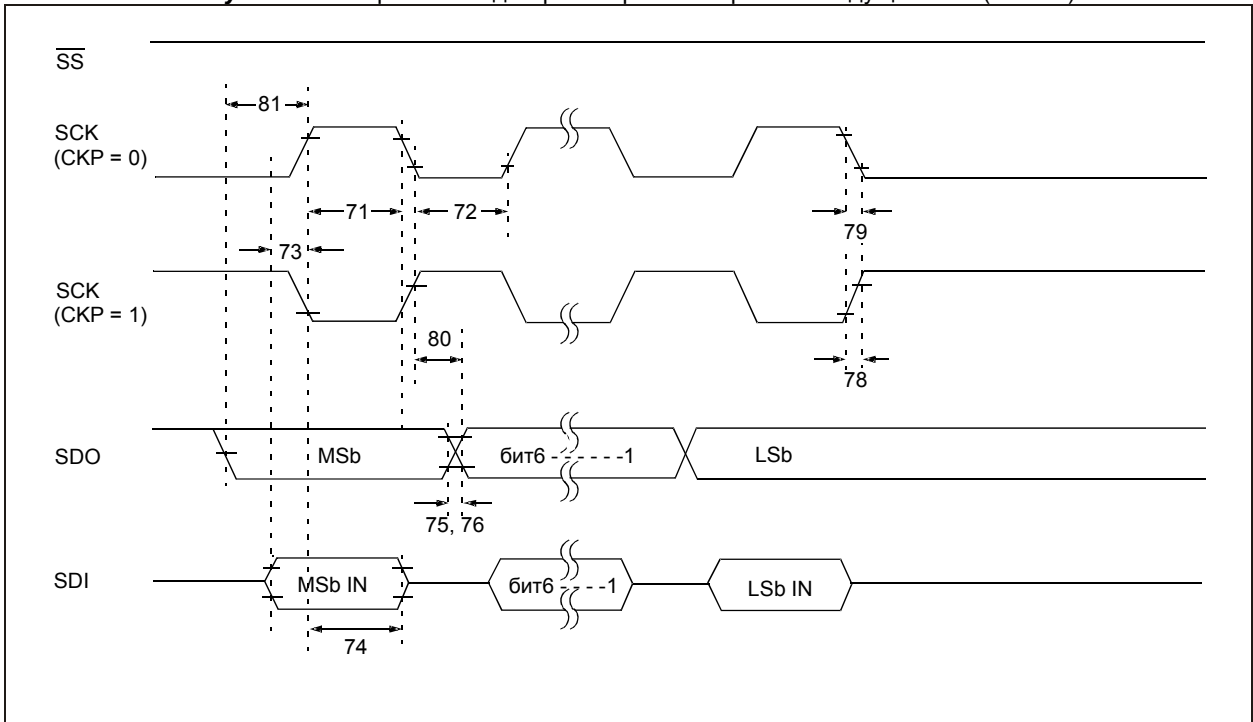 SS
81
SCK
(CKP = 0)
71
72
79
73
SCK
(CKP = 1)
80
78
SDO
MSb
бит6 - - - - - - -1
LSb
75, 76
SDI
MSb IN
бит6 - - - -1
LSb IN
74